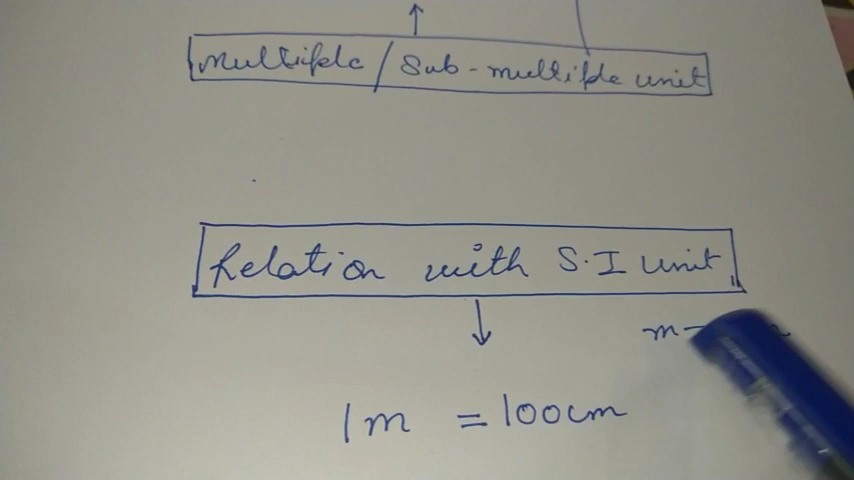 Multiple / Sub-multiple unit
Relation with S.I unit
m-
1m = 100cm